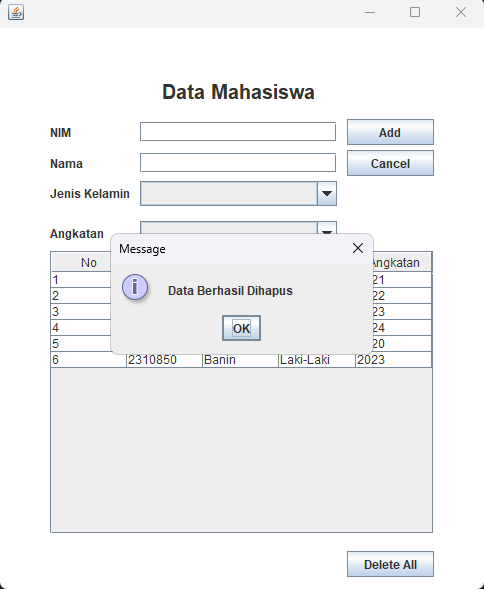 Data Mahasiswa
NIM
Add
Nama
Cancel
Jenis Kelamin
Angkatan
Message
Data Berhasil Dihapus
OK
No Angkatan
1 21
2 22
3 23
4 24
5 20
6 2310850 Banin Laki-Laki 2023
Delete All